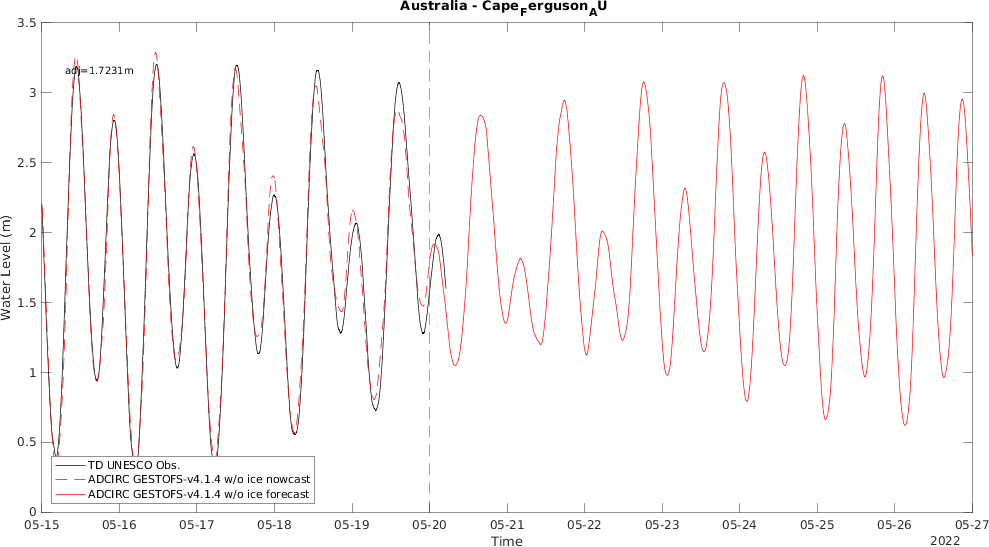 Australia - Cape_Ferguson_AU
3.5
adj=1.7231m
3
2.5
2
1.5
1
0.5
0
Water Level (m)
TD UNESCO Obs.
ADCIRC GESTOFS-v4.1.4 w/o ice nowcast
ADCIRC GESTOFS-v4.1.4 w/o ice forecast
05-15 05-16 05-17 05-18 05-19 05-20 05-21 05-22 05-23 05-24 05-25 05-26 05-27
Time
2022